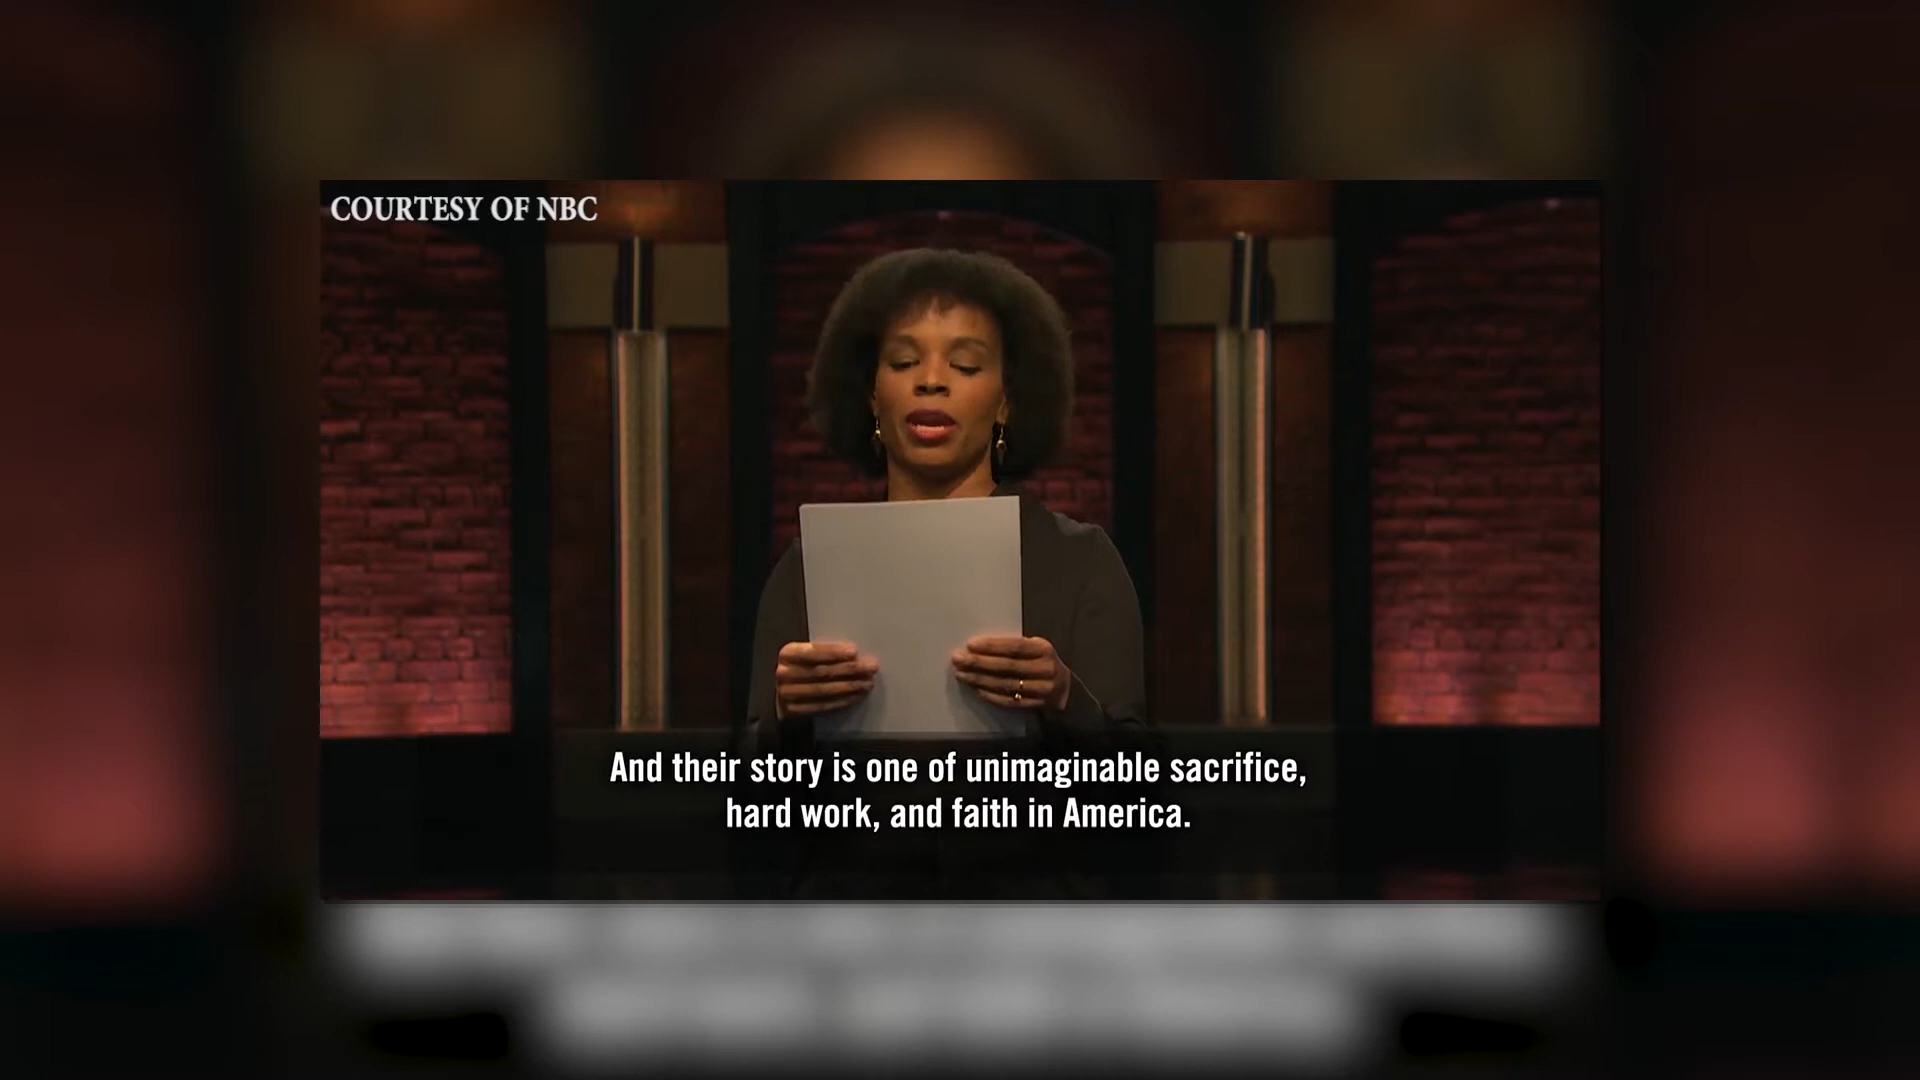 COURTESY OF NBC
And their story is one of unimaginable sacrifice,
hard work, and faith in America.